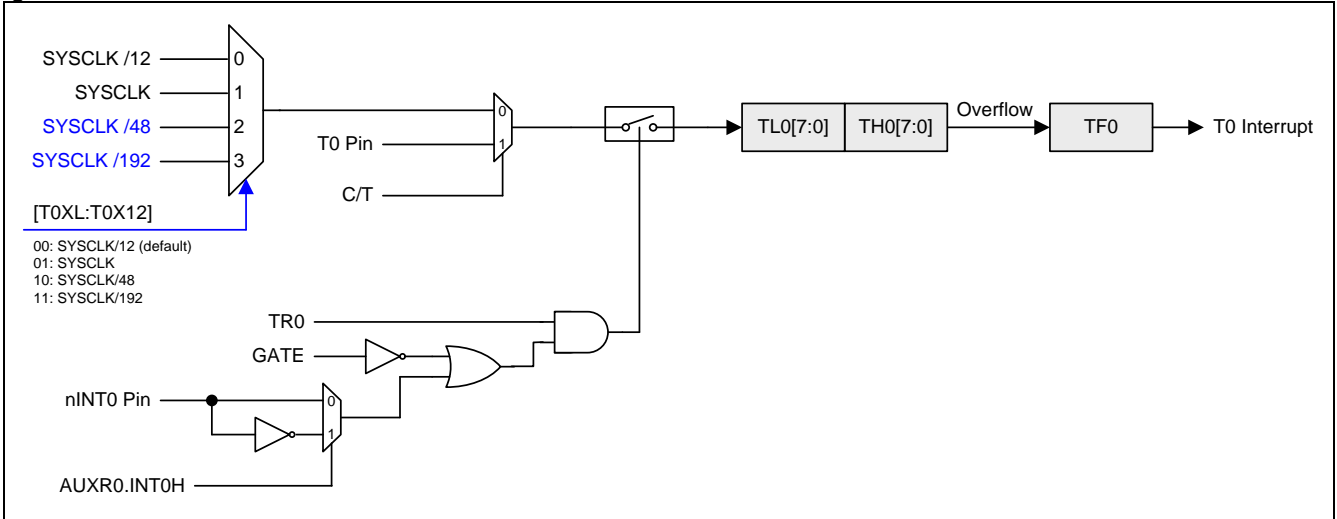 SYSCLK /12
0
SYSCLK
1
SYSCLK /48
2
SYSCLK /192
3
[T0XL:T0X12]
00: SYSCLK/12 (default)
01: SYSCLK
10: SYSCLK/48
11: SYSCLK/192
0
T0 Pin
1
C/T
TL0[7:0]
TH0[7:0]
Overflow
TF0
T0 Interrupt
TR0
GATE
nINT0 Pin
0
1
AUXR0.INT0H